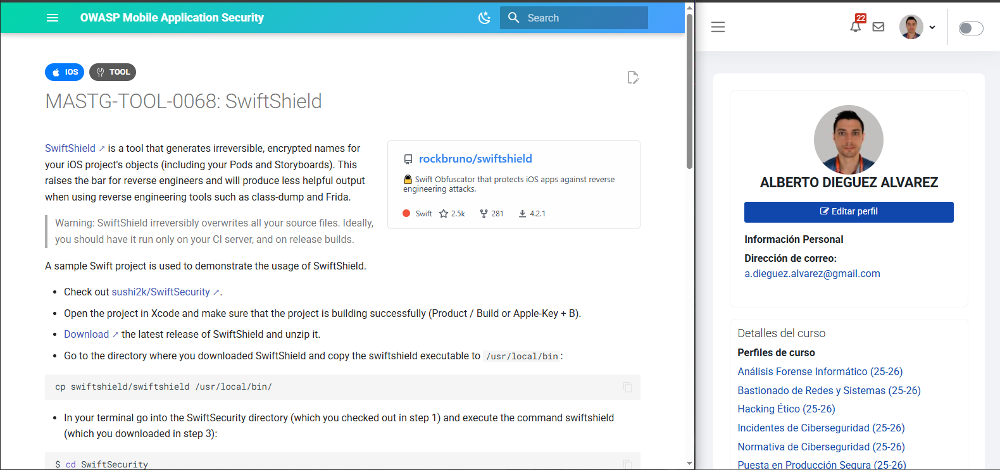 OWASP Mobile Application Security
Search
IOS
TOOL
MASTG-TOOL-0068: SwiftShield
SwiftShield ↗ is a tool that generates irreversible, encrypted names for
your iOS project's objects (including your Pods and Storyboards). This
raises the bar for reverse engineers and will produce less helpful output
when using reverse engineering tools such as class-dump and Frida.
Warning: SwiftShield irreversibly overwrites all your source files. Ideally,
you should have it run only on your CI server, and on release builds.
rockbruno/swiftshield
🔒 Swift Obfuscator that protects iOS apps against reverse
engineering attacks.
Swift 2.5k 281 4.2.1
A sample Swift project is used to demonstrate the usage of SwiftShield.
• Check out sushi2k/SwiftSecurity ↗.
• Open the project in Xcode and make sure that the project is building successfully (Product / Build or Apple-Key + B).
• Download ↗ the latest release of SwiftShield and unzip it.
• Go to the directory where you downloaded SwiftShield and copy the swiftshield executable to /usr/local/bin:
cp swiftshield/swiftshield /usr/local/bin/
• In your terminal go into the SwiftSecurity directory (which you checked out in step 1) and execute the command swiftshield
(which you downloaded in step 3):
$ cd SwiftSecurity
22
ALBERTO DIEGUEZ ALVAREZ
Editar perfil
Información Personal
Dirección de correo:
a.dieguez.alvarez@gmail.com
Detalles del curso
Perfiles de curso
Análisis Forense Informático (25-26)
Bastionado de Redes y Sistemas (25-26)
Hacking Ético (25-26)
Incidentes de Ciberseguridad (25-26)
Normativa de Ciberseguridad (25-26)
Puesta en Producción Segura (25-26)